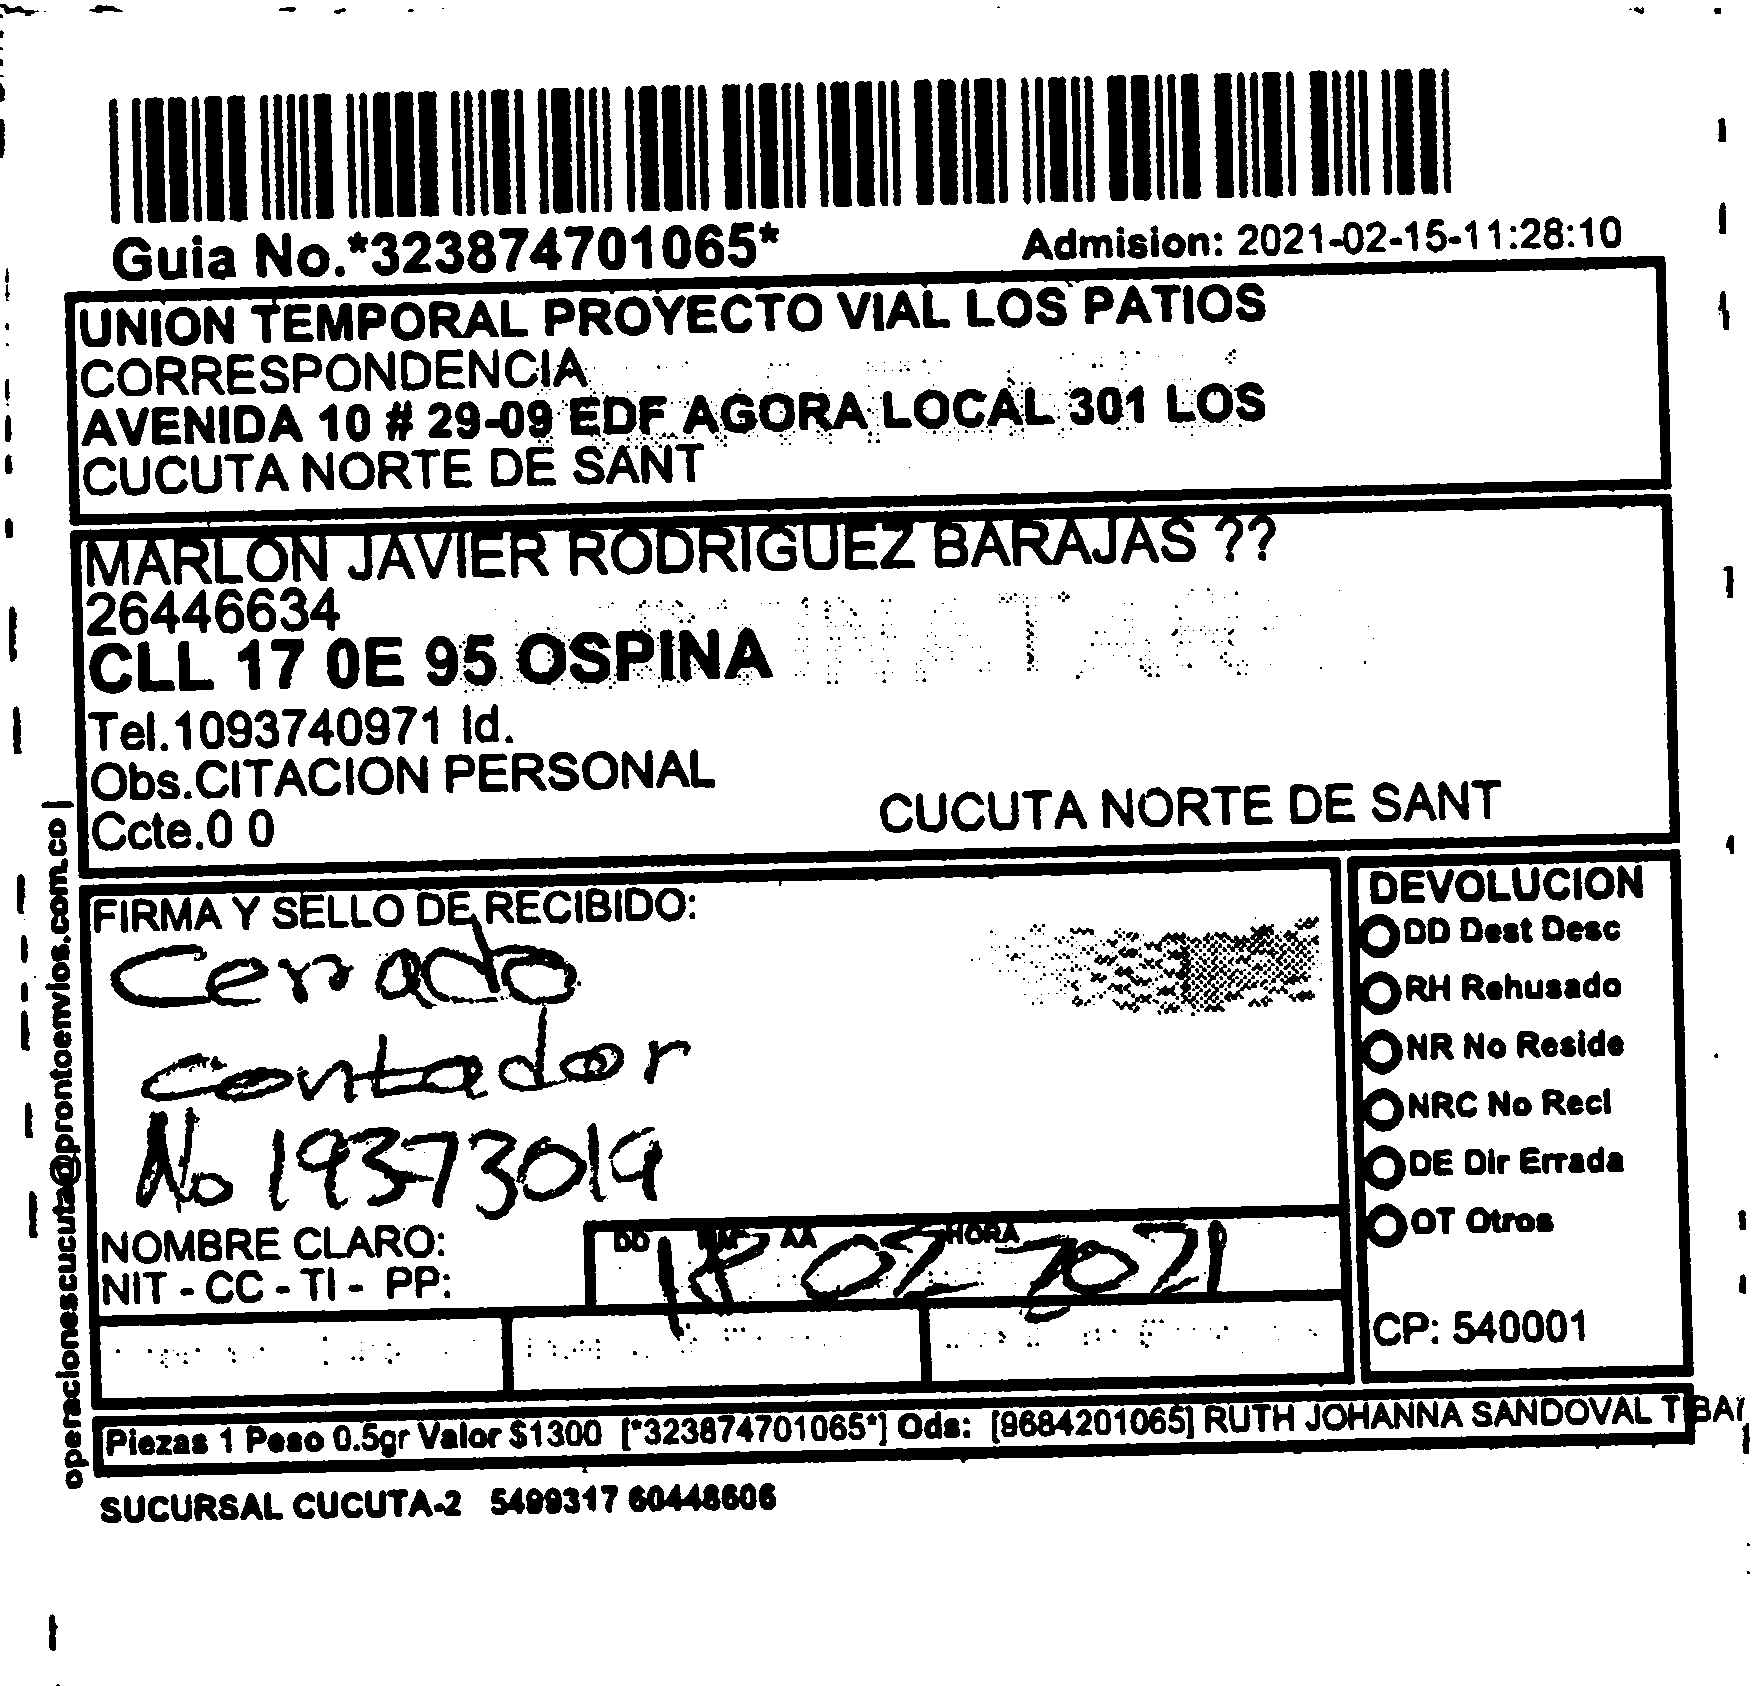 Guia No.*323874701065*
Admision: 2021-02-15-11:28:10
UNION TEMPORAL PROYECTO VIAL LOS PATIOS
CORRESPONDENCIA
AVENIDA 10 # 29-09 EDF AGORA LOCAL 301 LOS
CUCUTA NORTE DE SANT
MARLON JAVIER RODRIGUEZ BARAJAS ??
26446634
CLL 17 0E 95 OSPINA
Tel.1093740971 Id.
Obs.CITACION PERSONAL
Ccte.0 0
CUCUTA NORTE DE SANT
FIRMA Y SELLO DE RECIBIDO:
Cerrado
contador
No 19373019
NOMBRE CLARO:
NIT - CC - TI - PP:
DD MM AA HORA
18 02 2021
DEVOLUCION
DD Dest Desc
RH Rehusado
NR No Reside
NRC No Recl
DE Dir Errada
OT Otros
CP: 540001
Piezas 1 Peso 0.5gr Valor $1300 [*323874701065*] Ods: [9684201065] RUTH JOHANNA SANDOVAL TIBA
SUCURSAL CUCUTA-2 5499317 60448606
operacionescucuta@prontoenvios.com.co |